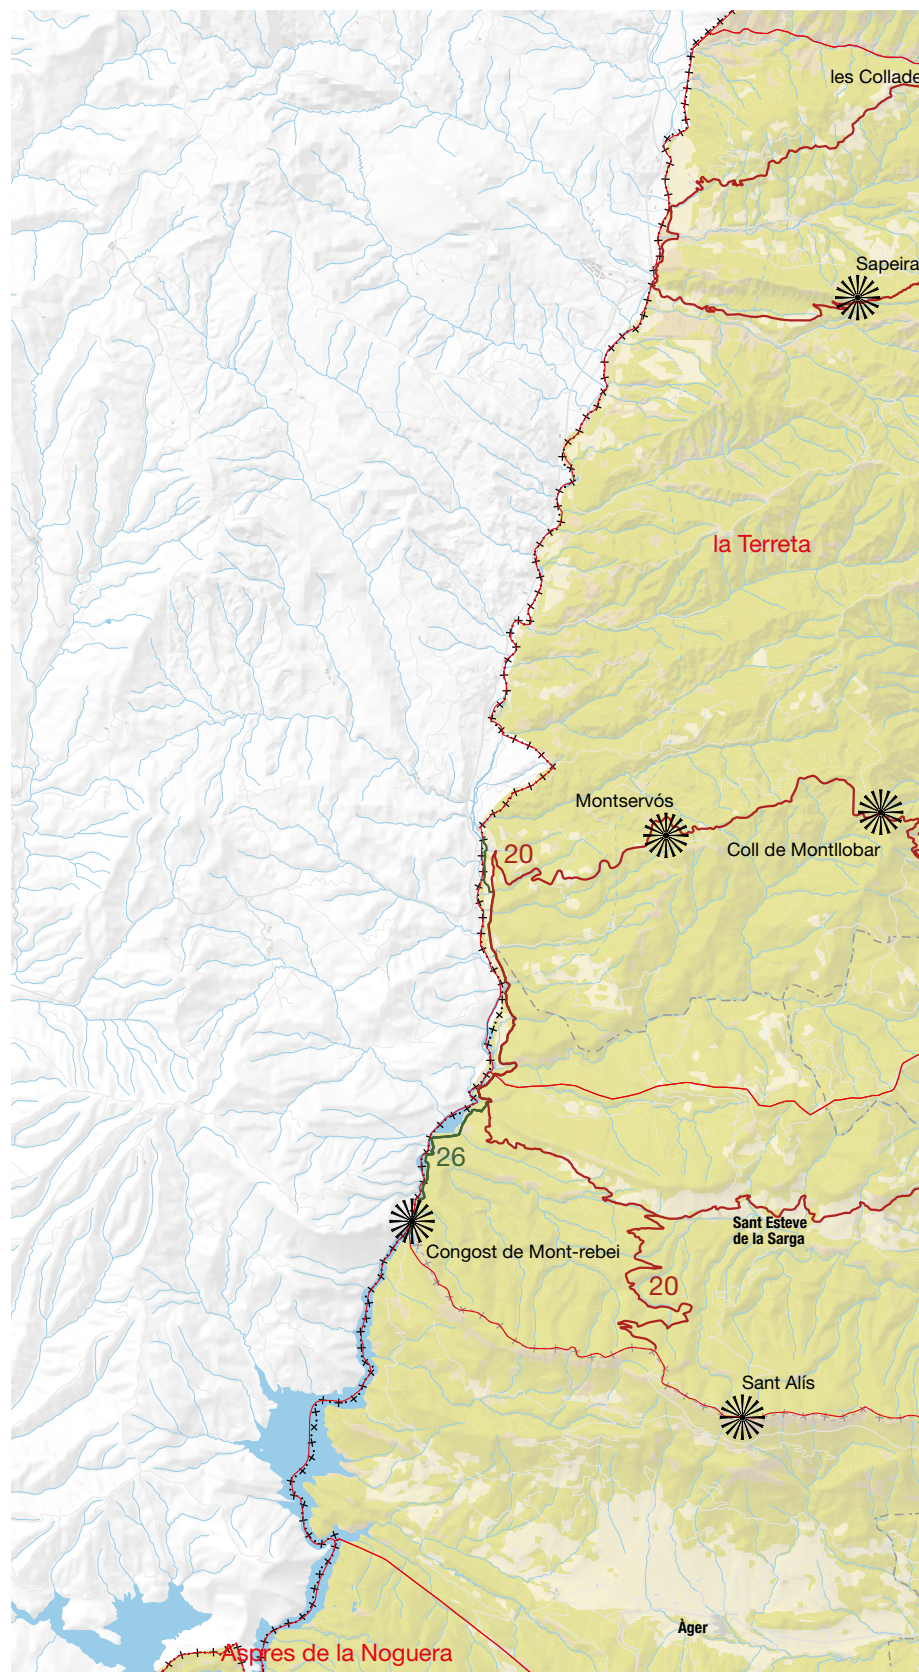 les Collade
Sapeira
la Terreta
Montservós
20
Coll de Montllobar
26
Sant Esteve
de la Sarga
Congost de Mont-rebei
20
Sant Alís
Àger
Aspres de la Noguera